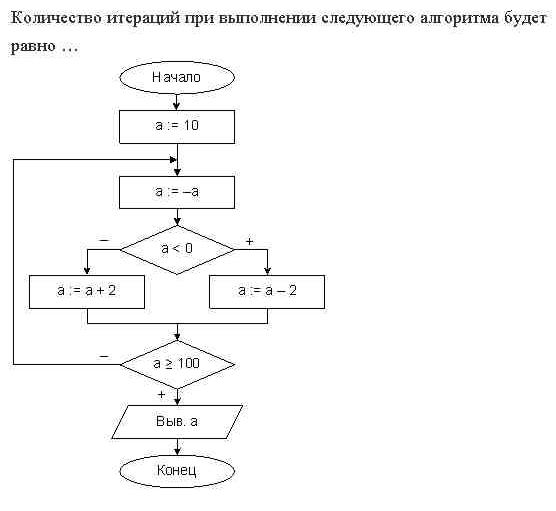 Количество итераций при выполнении следующего алгоритма будет
равно …
Начало
a := 10
a := –a
–
a < 0
+
a := a + 2
a := a – 2
–
a ≥ 100
+
Выв. a
Конец